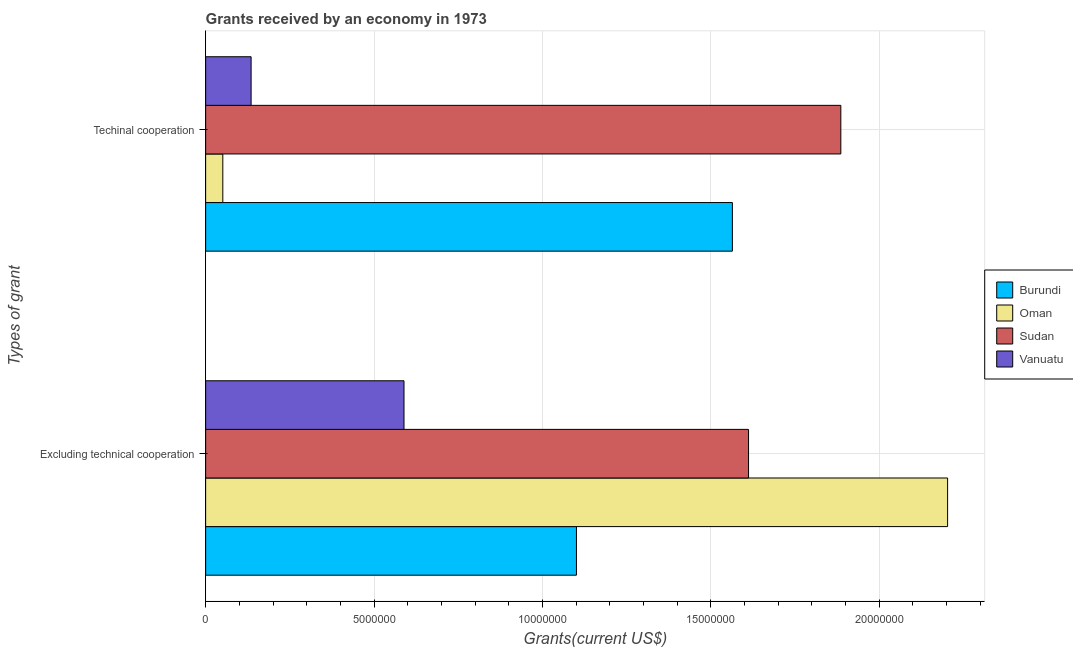 Grants received by an economy in 1973
Types of grant
Techinal cooperation
Excluding technical cooperation
0
5000000
10000000
15000000
20000000
Grants(current US$)
Burundi
Oman
Sudan
Vanuatu